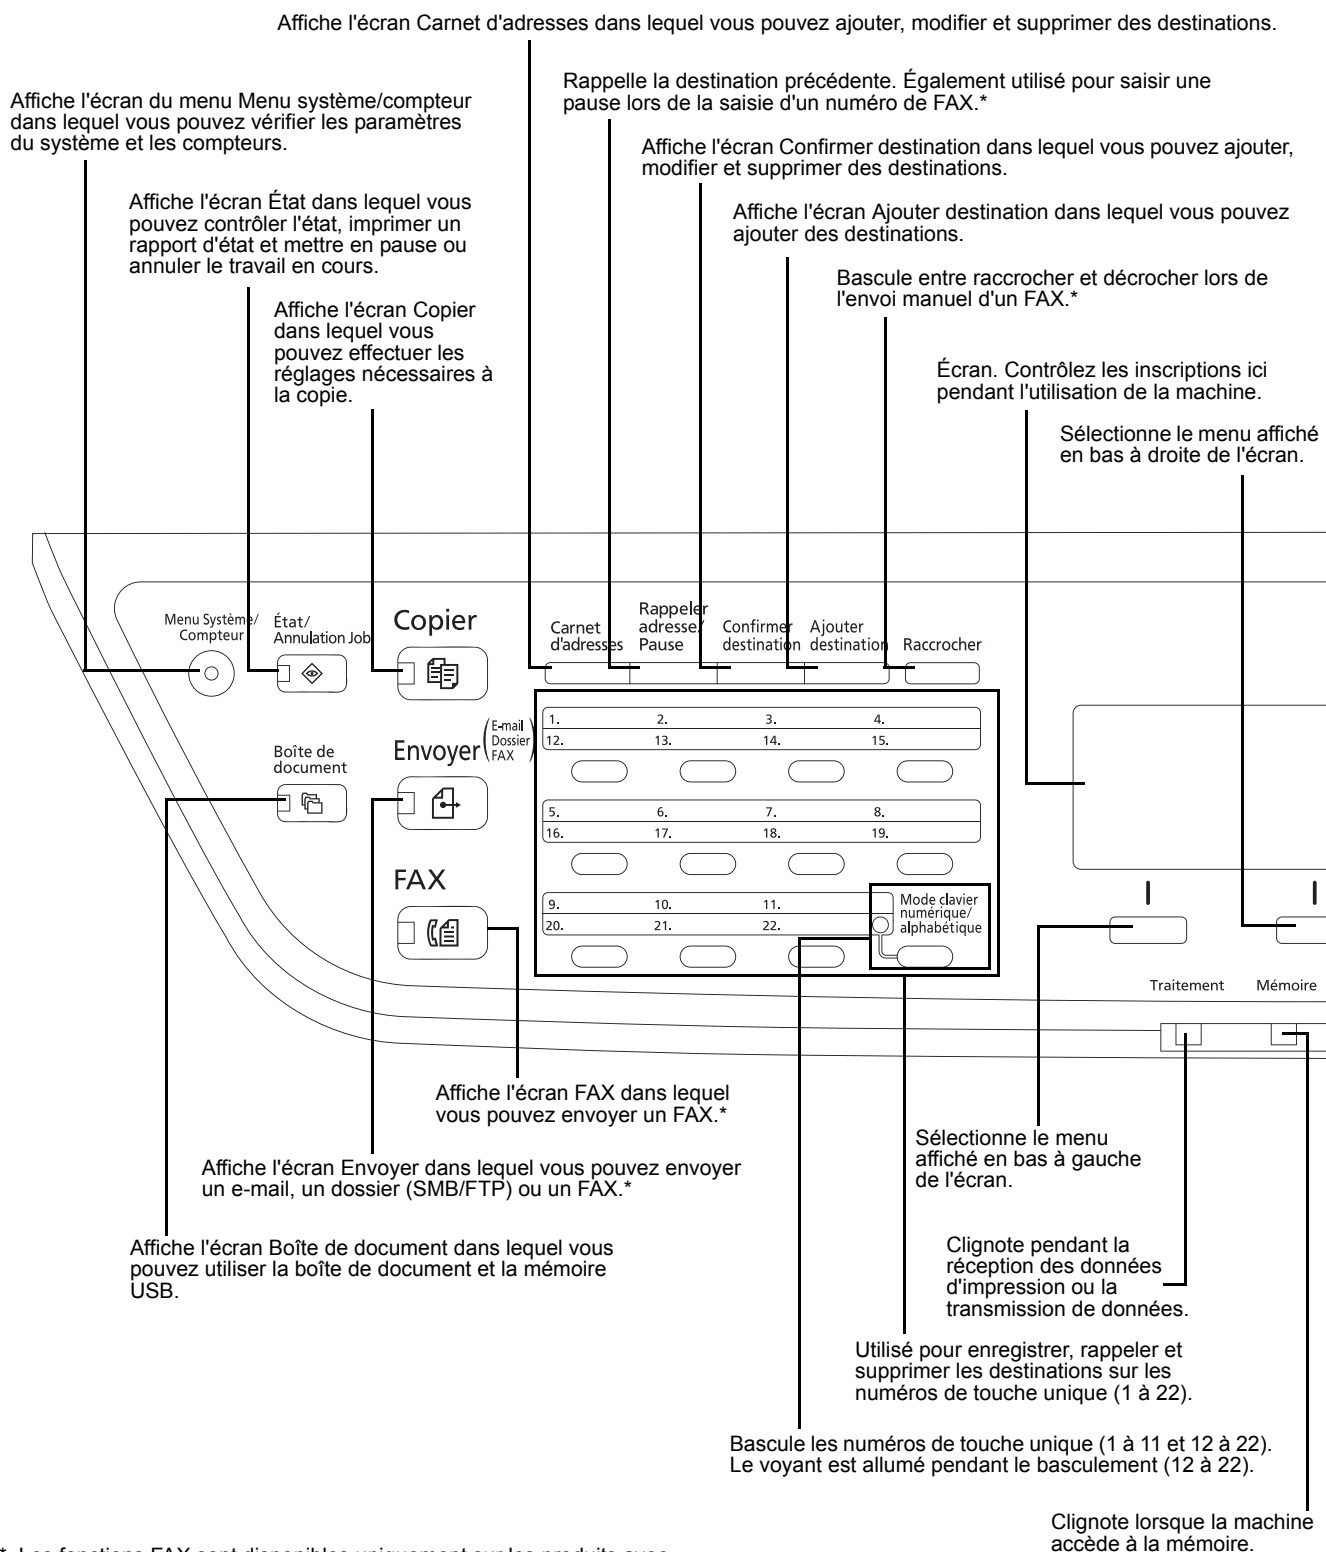 Affiche l'écran Carnet d'adresses dans lequel vous pouvez ajouter, modifier et supprimer des destinations.
Rappelle la destination précédente. Également utilisé pour saisir une
pause lors de la saisie d'un numéro de FAX.*
Affiche l'écran du menu Menu système/compteur
dans lequel vous pouvez vérifier les paramètres
du système et les compteurs.
Affiche l'écran Confirmer destination dans lequel vous pouvez ajouter,
modifier et supprimer des destinations.
Affiche l'écran État dans lequel vous
pouvez contrôler l'état, imprimer un
rapport d'état et mettre en pause ou
annuler le travail en cours.
Affiche l'écran Ajouter destination dans lequel vous pouvez
ajouter des destinations.
Bascule entre raccrocher et décrocher lors de
l'envoi manuel d'un FAX.*
Affiche l'écran Copier
dans lequel vous
pouvez effectuer les
réglages nécessaires à
la copie.
Écran. Contrôlez les inscriptions ici
pendant l'utilisation de la machine.
Sélectionne le menu affiché
en bas à droite de l'écran.
Menu Système/
Compteur
État/
Annulation Job
Copier
Carnet
d'adresses
Rappeler
adresse/
Pause
Confirmer
destination
Ajouter
destination
Raccrocher
Boîte de
document
Envoyer
E-mail
Dossier
FAX
FAX
1. 2. 3. 4.
12. 13. 14. 15.
5. 6. 7. 8.
16. 17. 18. 19.
9. 10. 11.
20. 21. 22.
Mode clavier
numérique/
alphabétique
Traitement Mémoire
Affiche l'écran FAX dans lequel
vous pouvez envoyer un FAX.*
Affiche l'écran Envoyer dans lequel vous pouvez envoyer
un e-mail, un dossier (SMB/FTP) ou un FAX.*
Affiche l'écran Boîte de document dans lequel vous
pouvez utiliser la boîte de document et la mémoire
USB.
Sélectionne le menu
affiché en bas à gauche
de l'écran.
Clignote pendant la
réception des données
d'impression ou la
transmission de données.
Utilisé pour enregistrer, rappeler et
supprimer les destinations sur les
numéros de touche unique (1 à 22).
Bascule les numéros de touche unique (1 à 11 et 12 à 22).
Le voyant est allumé pendant le basculement (12 à 22).
Clignote lorsque la machine
accède à la mémoire.
* Les fonctions FAX sont disponibles uniquement sur les produits avec